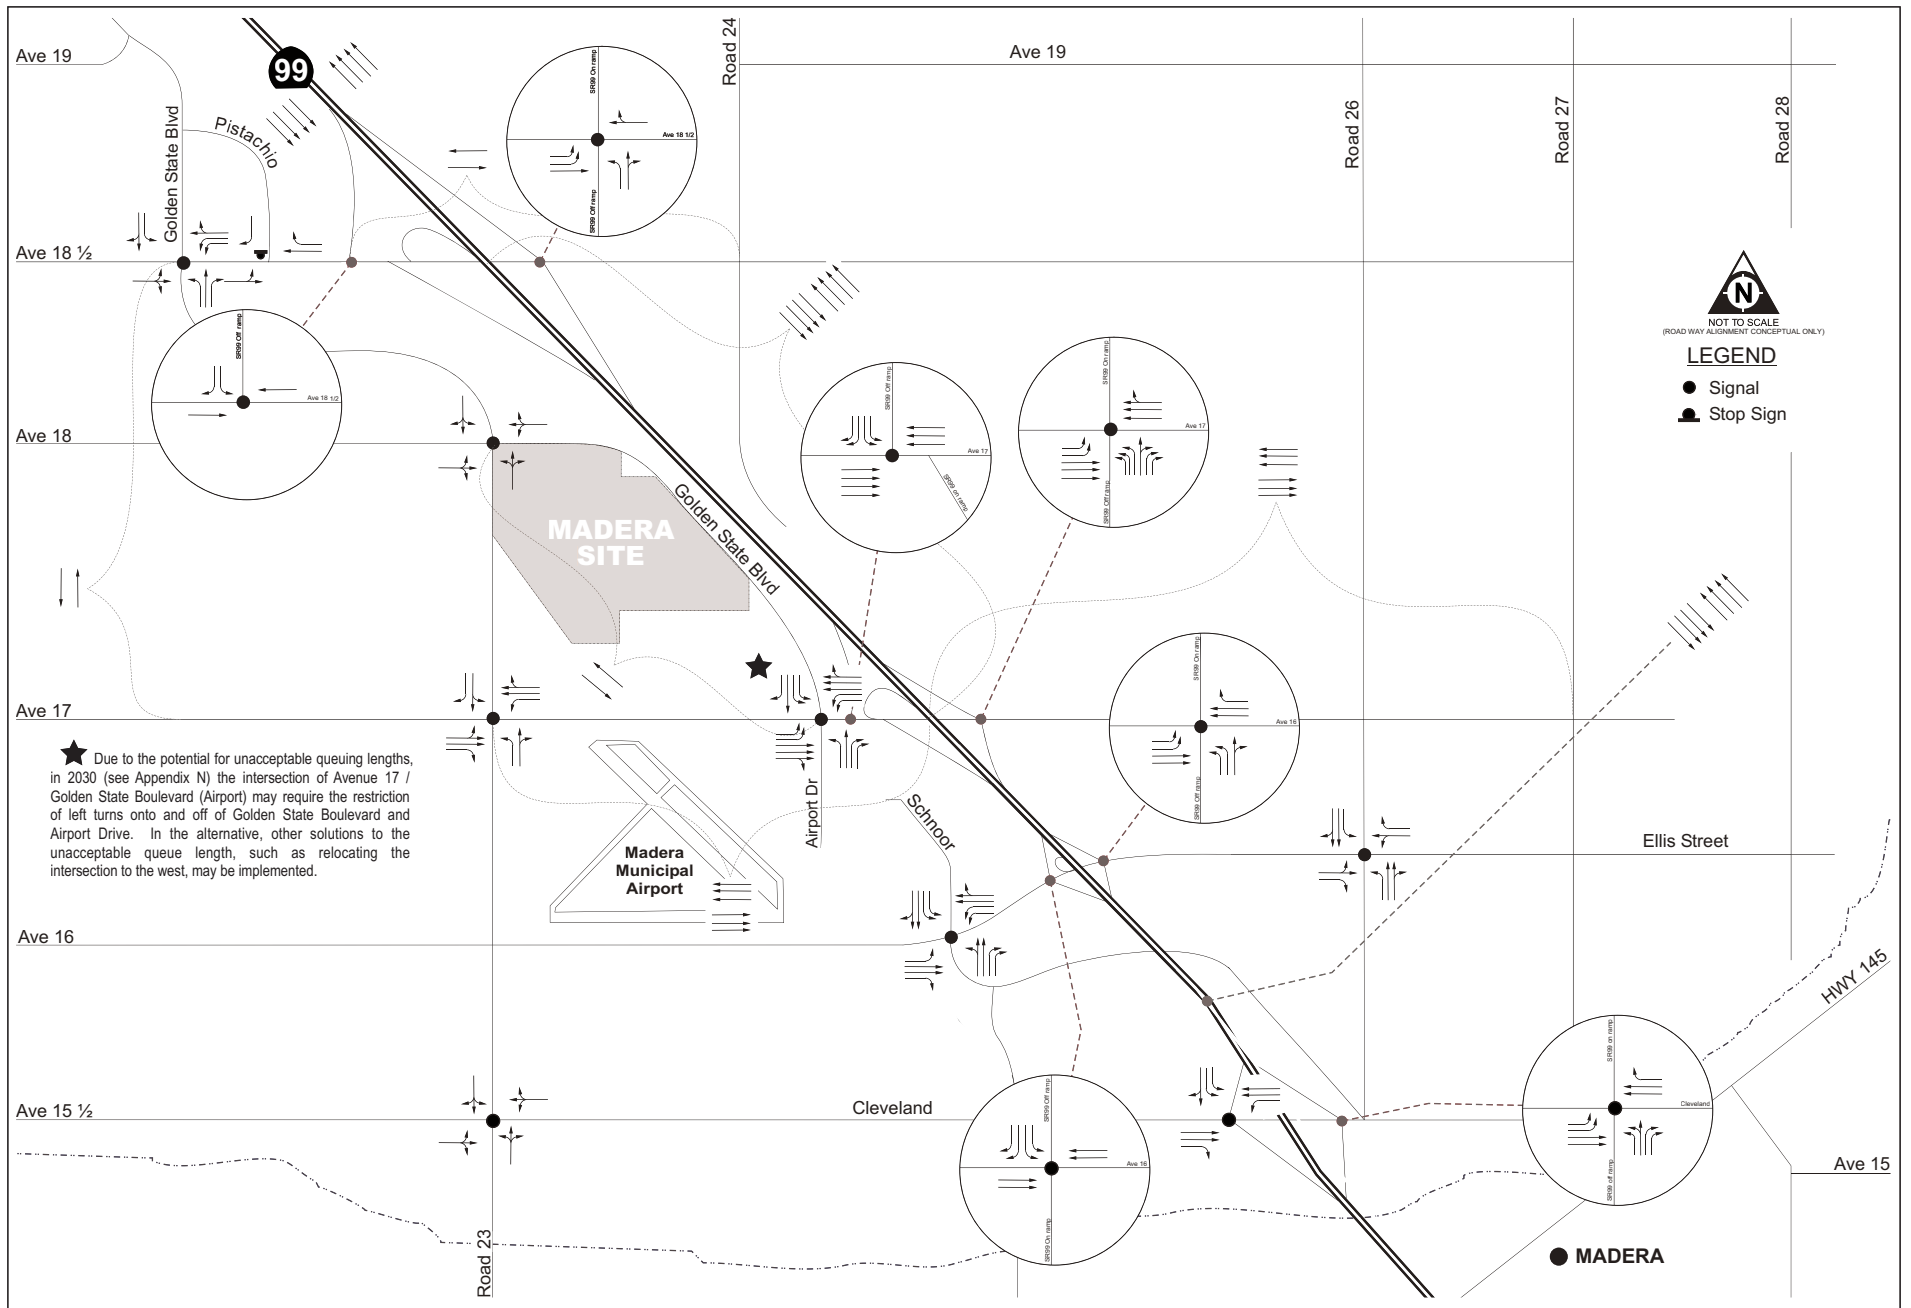 Ave 19
99
Golden State Blvd
Pistachio
Road 24
Ave 19
Road 26
Road 27
Road 28
SR99 On ramp
Ave 18 1/2
SR99 Off ramp
Ave 18 ½
N
NOT TO SCALE
(ROAD WAY ALIGNMENT CONCEPTUAL ONLY)
LEGEND
Signal
Stop Sign
SR99 Off ramp
Ave 18 1/2
Ave 18
SR99 Off ramp
Ave 17
SR99 on ramp
SR99 On ramp
Ave 17
SR99 Off ramp
MADERA
SITE
Golden State Blvd
Ave 17
SR99 On ramp
Ave 16
SR99 Off ramp
Due to the potential for unacceptable queuing lengths,
in 2030 (see Appendix N) the intersection of Avenue 17 /
Golden State Boulevard (Airport) may require the restriction
of left turns onto and off of Golden State Boulevard and
Airport Drive. In the alternative, other solutions to the
unacceptable queue length, such as relocating the
intersection to the west, may be implemented.
Airport Dr
Schnoor
Madera
Municipal
Airport
Ellis Street
Ave 16
HWY 145
Ave 15 ½
Cleveland
SR99 Off ramp
Ave 16
SR99 On ramp
SR99 on ramp
Cleveland
SR99 off ramp
Ave 15
Road 23
MADERA